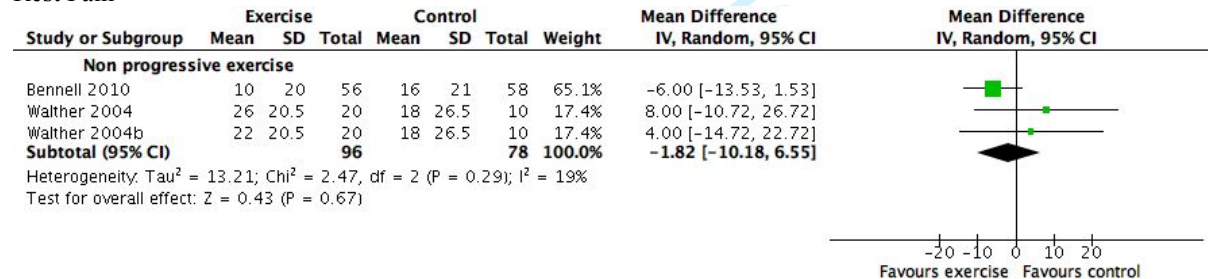 Rest Pain
Exercise Control Mean Difference Mean Difference
Study or Subgroup Mean SD Total Mean SD Total Weight IV, Random, 95% CI IV, Random, 95% CI
Non progressive exercise
Bennell 2010 10 20 56 16 21 58 65.1% -6.00 [-13.53, 1.53]
Walther 2004 26 20.5 20 18 26.5 10 17.4% 8.00 [-10.72, 26.72]
Walther 2004b 22 20.5 20 18 26.5 10 17.4% 4.00 [-14.72, 22.72]
Subtotal (95% CI) 96 78 100.0% -1.82 [-10.18, 6.55]
Heterogeneity: Tau² = 13.21; Chi² = 2.47, df = 2 (P = 0.29); I² = 19%
Test for overall effect: Z = 0.43 (P = 0.67)
-20 -10 0 10 20
Favours exercise Favours control